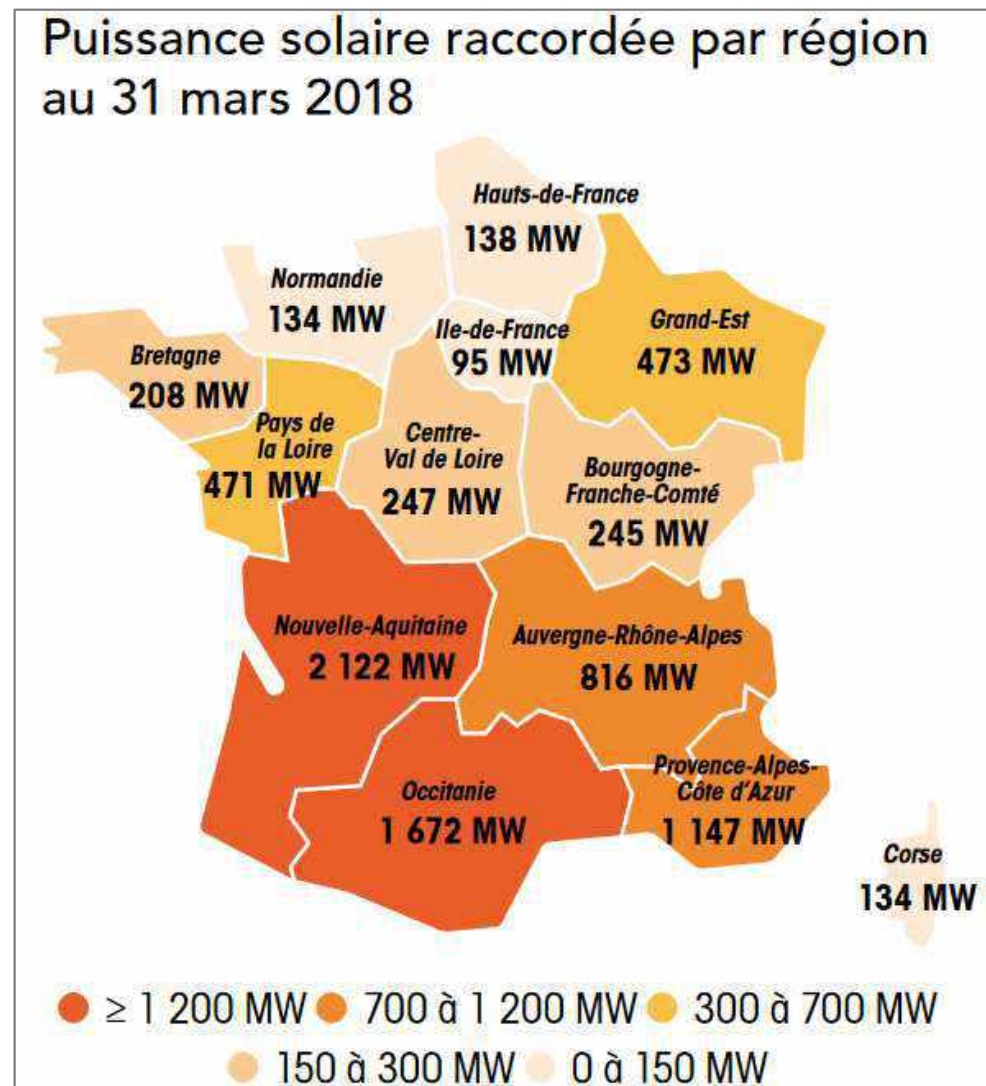 Puissance solaire raccordée par région
au 31 mars 2018
Hauts-de-France
138 MW
Normandie
134 MW
Ile-de-France
95 MW
Grand-Est
473 MW
Bretagne
208 MW
Pays de
la Loire
471 MW
Centre-
Val de Loire
247 MW
Bourgogne-
Franche-Comté
245 MW
Nouvelle-Aquitaine
2 122 MW
Auvergne-Rhône-Alpes
816 MW
Occitanie
1 672 MW
Provence-Alpes-
Côte d'Azur
1 147 MW
Corse
134 MW
≥ 1 200 MW
700 à 1 200 MW
300 à 700 MW
150 à 300 MW
0 à 150 MW